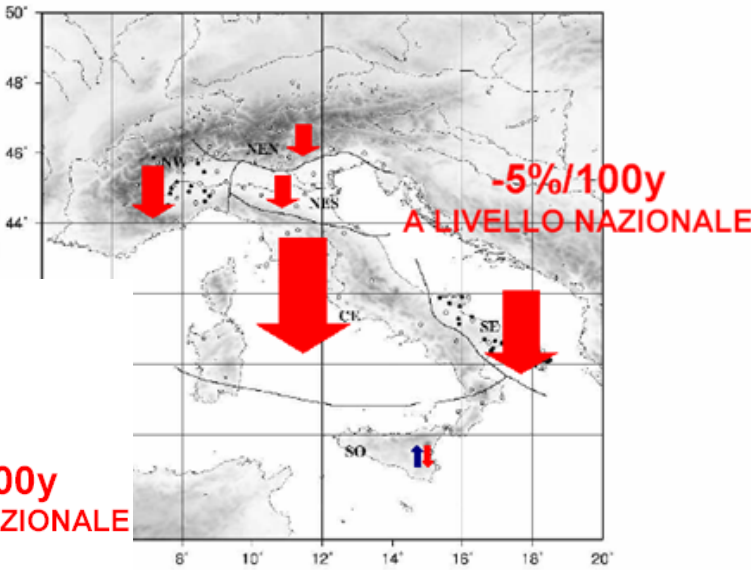 50°
48°
46°
44°
NW
NEN
NES
-5%/100y
A LIVELLO NAZIONALE
CE
SE
SO
00y
ZIONALE
8° 10° 12° 14° 16° 18° 20°